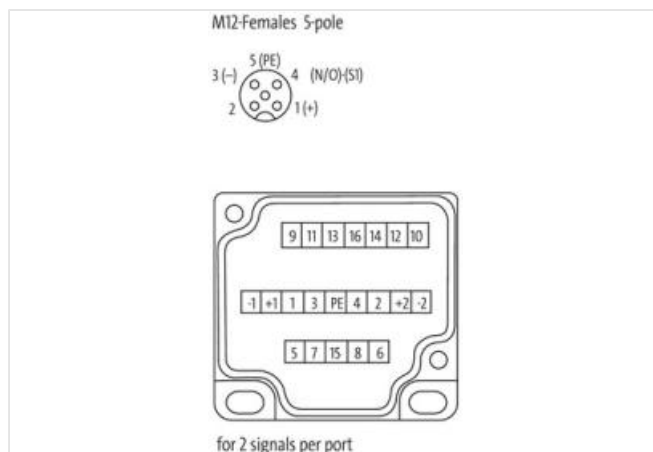 M12-Females 5-pole
5 (PE)
3 (–) 4 (N/O)-(S1)
2 1 (+)
9 11 13 16 14 12 10
-1 +1 1 3 PE 4 2 +2 -2
5 7 15 8 6
for 2 signals per port